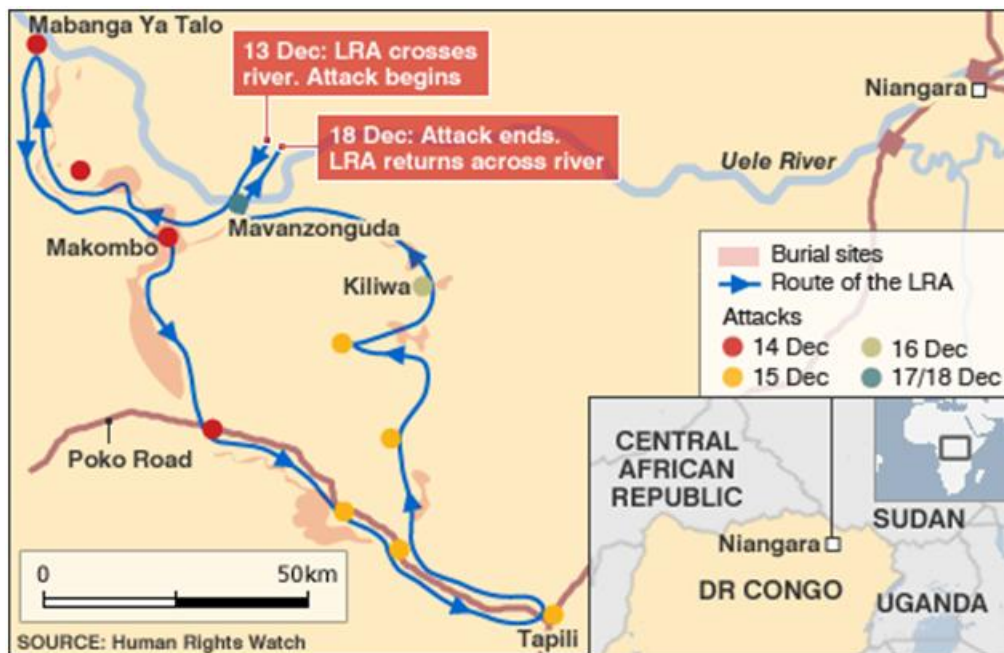 Mabanga Ya Talo
13 Dec: LRA crosses
river. Attack begins
18 Dec: Attack ends.
LRA returns across river
Niangara
Uele River
Mavanzonguda
Makombo
Kiliwa
Burial sites
Route of the LRA
Attacks
14 Dec
16 Dec
15 Dec
17/18 Dec
Poko Road
CENTRAL
AFRICAN
REPUBLIC
SUDAN
Niangara
DR CONGO
UGANDA
0
50km
Tapili
SOURCE: Human Rights Watch